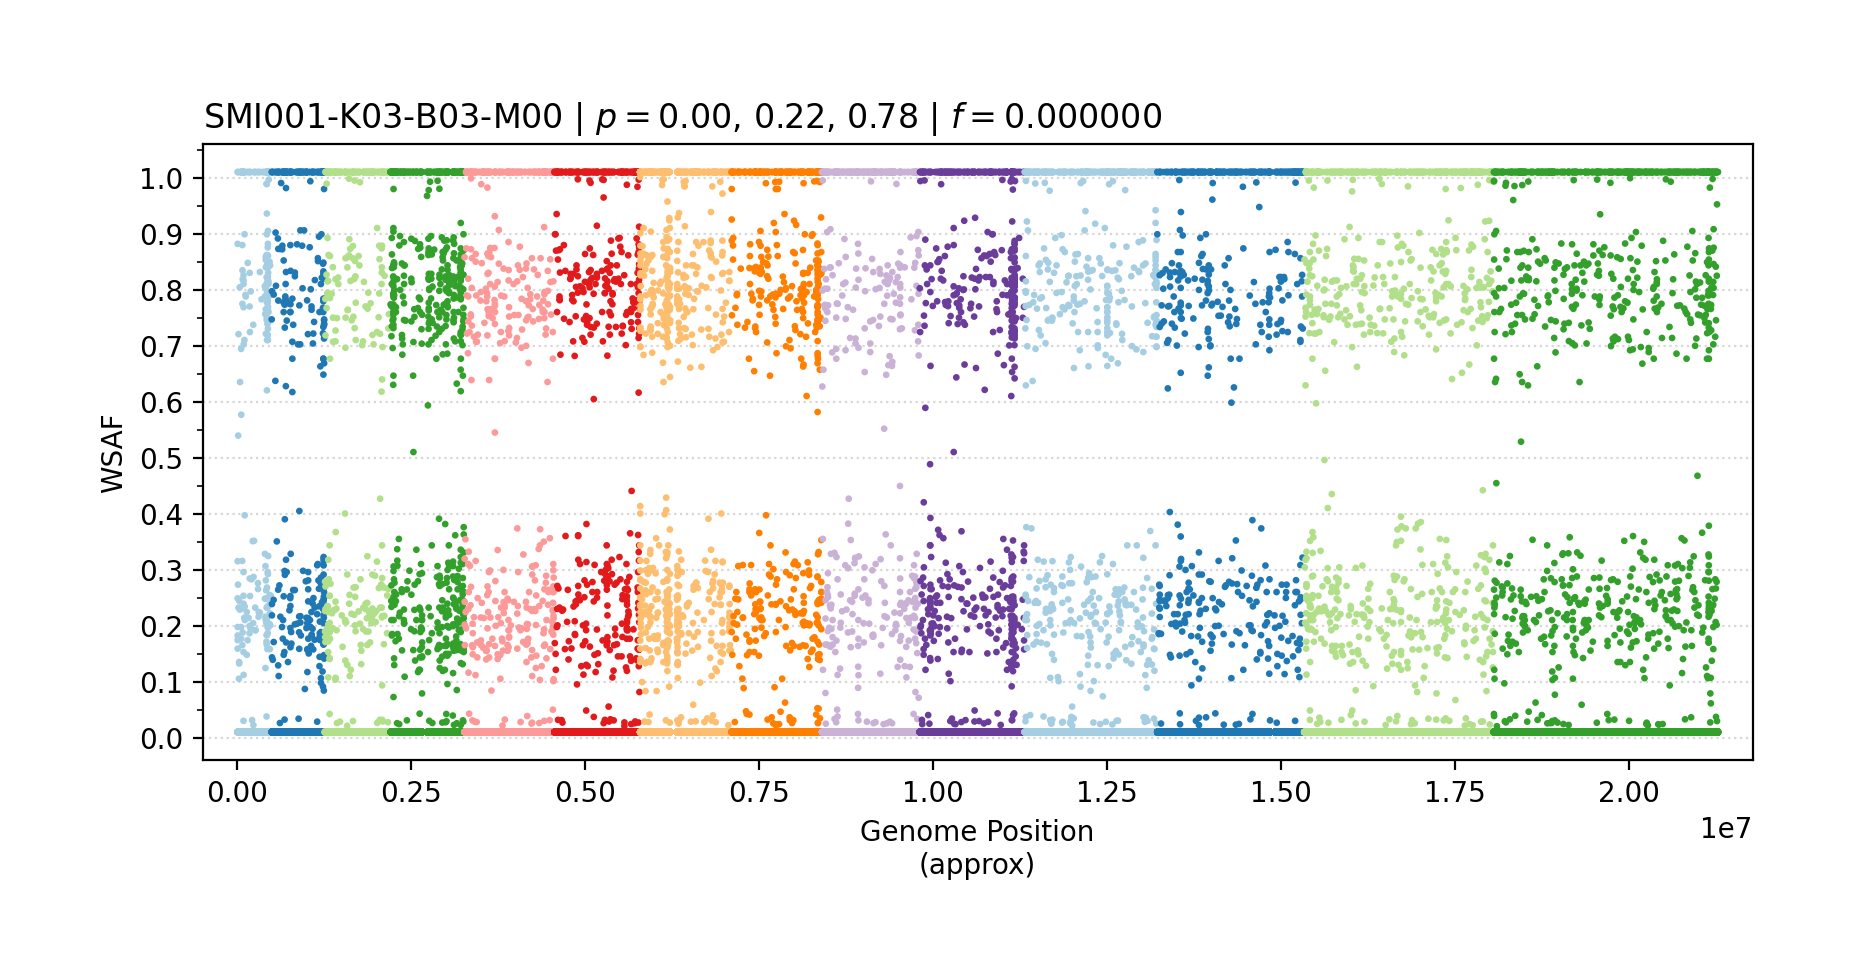 SMI001-K03-B03-M00 | p = 0.00, 0.22, 0.78 | f = 0.000000
1.0
0.9
0.8
0.7
0.6
0.5
0.4
0.3
0.2
0.1
0.0
WSAF
0.00 0.25 0.50 0.75 1.00 1.25 1.50 1.75 2.00
1e7
Genome Position
(approx)